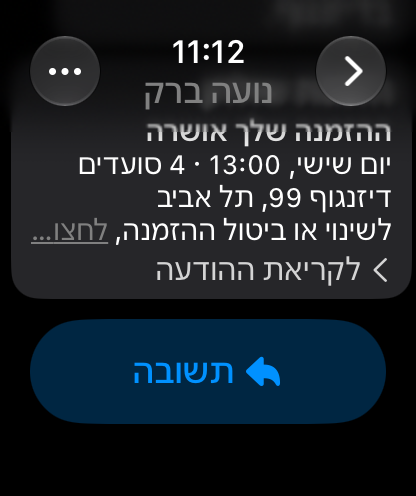 11:12
נועה ברק
ההזמנה שלך אושרה
יום שישי, 13:00 · 4 סועדים
דיזנגוף 99, תל אביב
לשינוי או ביטול ההזמנה, לחצו...
לקריאת ההודעה
תשובה